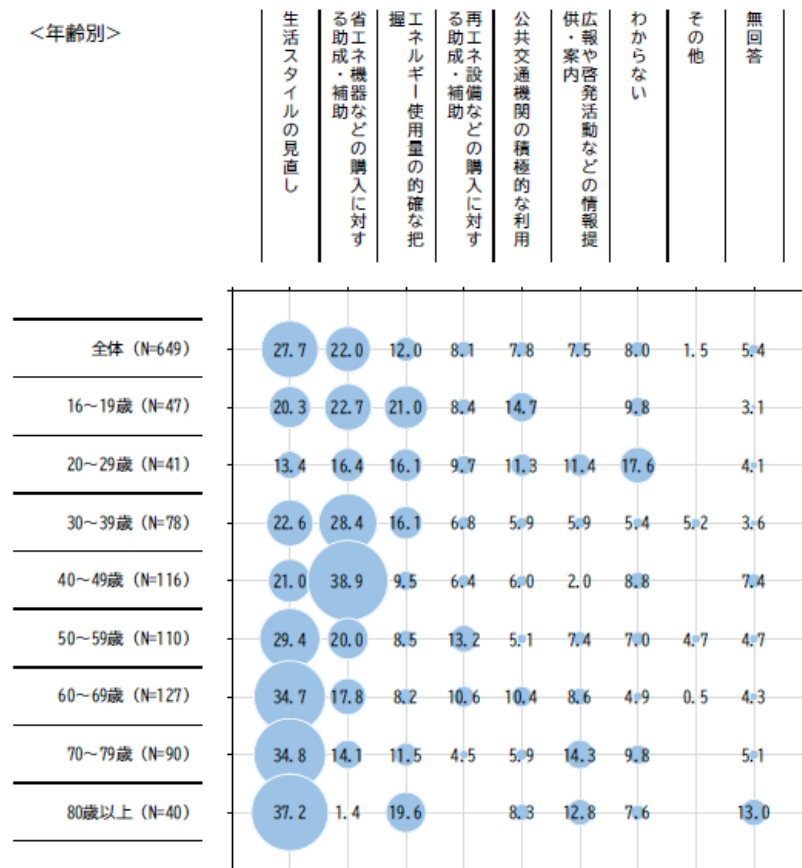 <年齢別>
生活スタイルの見直し
省エネ機器などの購入に対す
る助成・補助
エネルギー使用量の的確な把
握
再エネ設備などの購入に対す
る助成・補助
公共交通機関の積極的な利用
広報や啓発活動などの情報提
供・案内
わからない
その他
無回答
全体 (N=649) 27.7 22.0 12.0 8.1 7.8 7.5 8.0 1.5 5.4
16～19歳 (N=47) 20.3 22.7 21.0 8.4 14.7 9.8 3.1
20～29歳 (N=41) 13.4 16.4 16.1 9.7 11.3 11.4 17.6 4.1
30～39歳 (N=78) 22.6 28.4 16.1 6.8 5.9 5.9 5.4 5.2 3.6
40～49歳 (N=116) 21.0 38.9 9.5 6.4 6.0 2.0 8.8 7.4
50～59歳 (N=110) 29.4 20.0 8.5 13.2 5.1 7.4 7.0 4.7 4.7
60～69歳 (N=127) 34.7 17.8 8.2 10.6 10.4 8.6 4.9 0.5 4.3
70～79歳 (N=90) 34.8 14.1 11.5 4.5 5.9 14.3 9.8 5.1
80歳以上 (N=40) 37.2 1.4 19.6 8.3 12.8 7.6 13.0